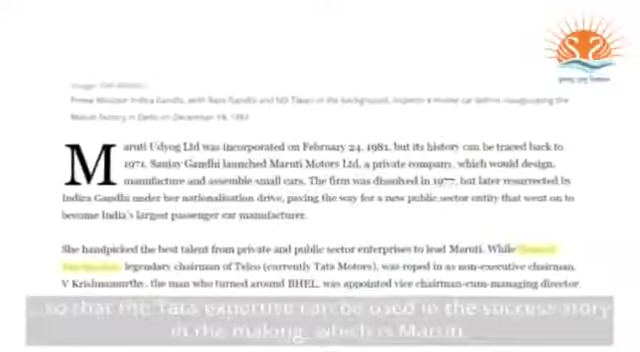 Prime Minister Indira Gandhi, with Rajiv Gandhi and ND Tiwari in the background, inspects a Maruti car before inaugurating the
Maruti factory in Delhi on December 14, 1983
Maruti Udyog Ltd was incorporated on February 24, 1981, but its history can be traced back to
1971. Sanjay Gandhi launched Maruti Motors Ltd, a private company, which would design,
manufacture and assemble small cars. The firm was dissolved in 1977, but later resurrected by
Indira Gandhi under her nationalisation drive, paving the way for a new public sector entity that went on to
become India's largest passenger car manufacturer.
She handpicked the best talent from private and public sector enterprises to lead Maruti. While
legendary chairman of Telco (currently Tata Motors), was roped in as non-executive chairman,
V Krishnamurthy, the man who turned around BHEL, was appointed vice chairman-cum-managing director
so that the Tata expertise can be used in the success story
in the making, which is Maruti.